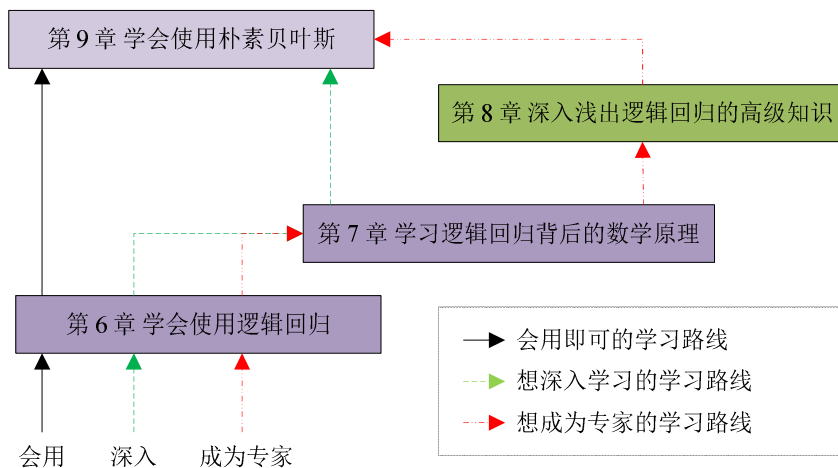 第 9 章 学会使用朴素贝叶斯
第 8 章 深入浅出逻辑回归的高级知识
第 7 章 学习逻辑回归背后的数学原理
第 6 章 学会使用逻辑回归
会用即可的学习路线
想深入学习的学习路线
想成为专家的学习路线
会用 深入 成为专家